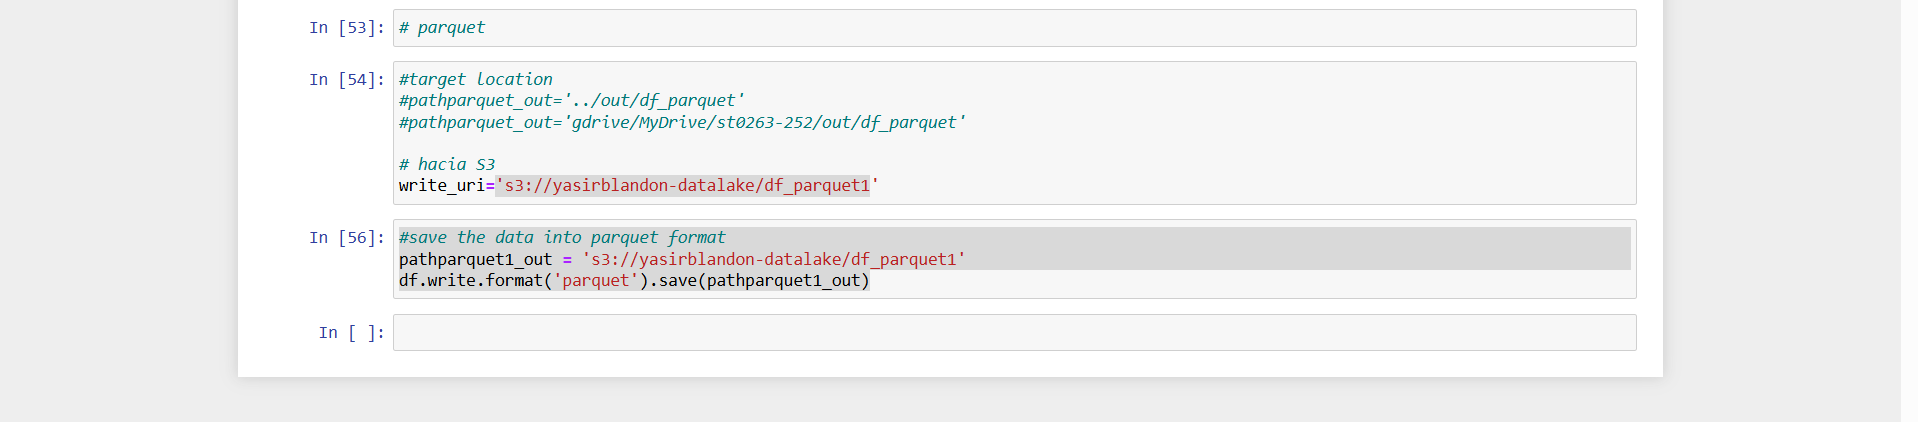 In [53]: # parquet
In [54]: #target location
#pathparquet_out='../out/df_parquet'
#pathparquet_out='gdrive/MyDrive/st0263-252/out/df_parquet'
# hacia S3
write_uri='s3://yasirblandon-datalake/df_parquet1'
In [56]: #save the data into parquet format
pathparquet1_out = 's3://yasirblandon-datalake/df_parquet1'
df.write.format('parquet').save(pathparquet1_out)
In [ ]: